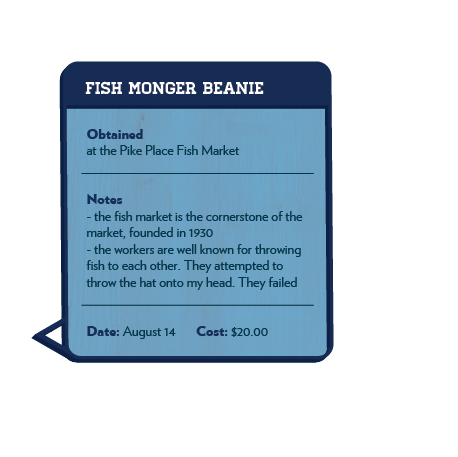 FISH MONGER BEANIE
Obtained
at the Pike Place Fish Market
Notes
- the fish market is the cornerstone of the
market, founded in 1930
- the workers are well known for throwing
fish to each other. They attempted to
throw the hat onto my head. They failed
Date: August 14 Cost: $20.00